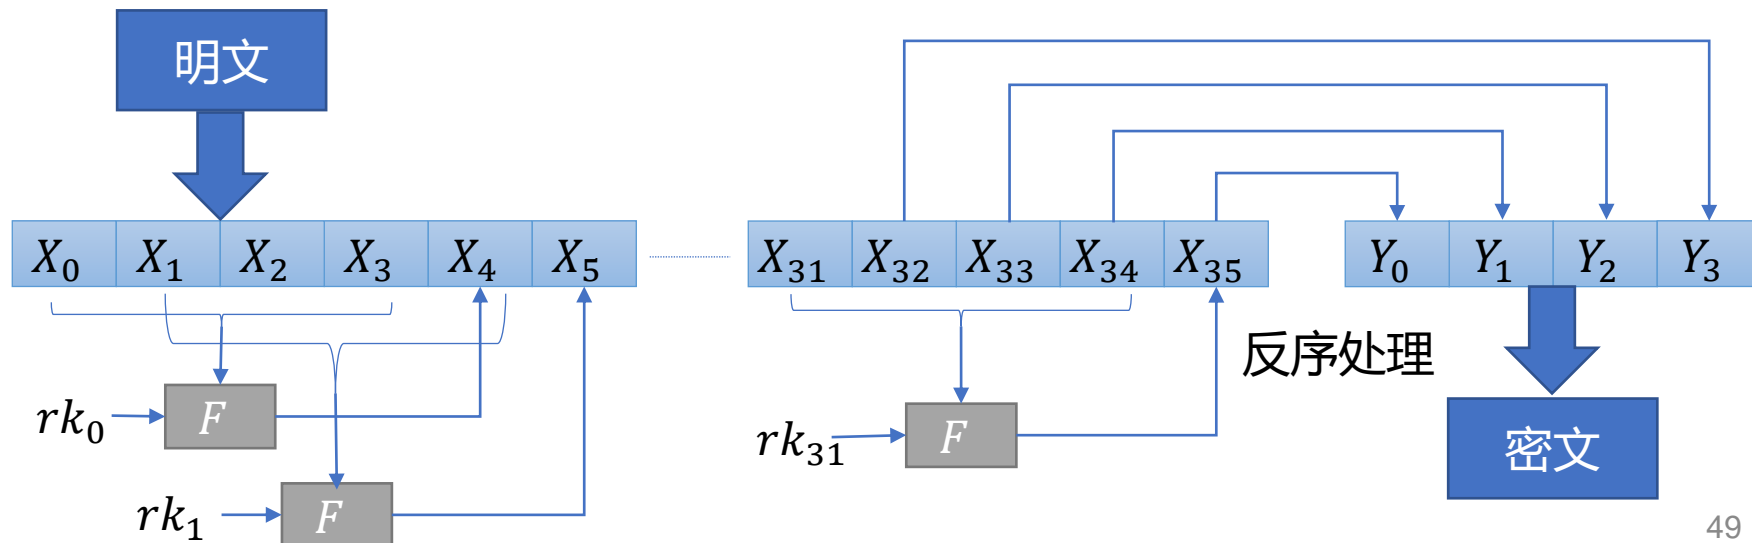 明文
X₀ X₁ X₂ X₃ X₄ X₅ X₃₁ X₃₂ X₃₃ X₃₄ X₃₅ Y₀ Y₁ Y₂ Y₃
反序处理
rk₀ F rk₃₁ F
密文
rk₁ F
49